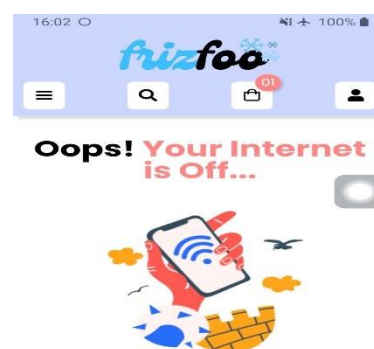 16:02 100%
frizfoo
01
Oops! Your Internet
is Off...